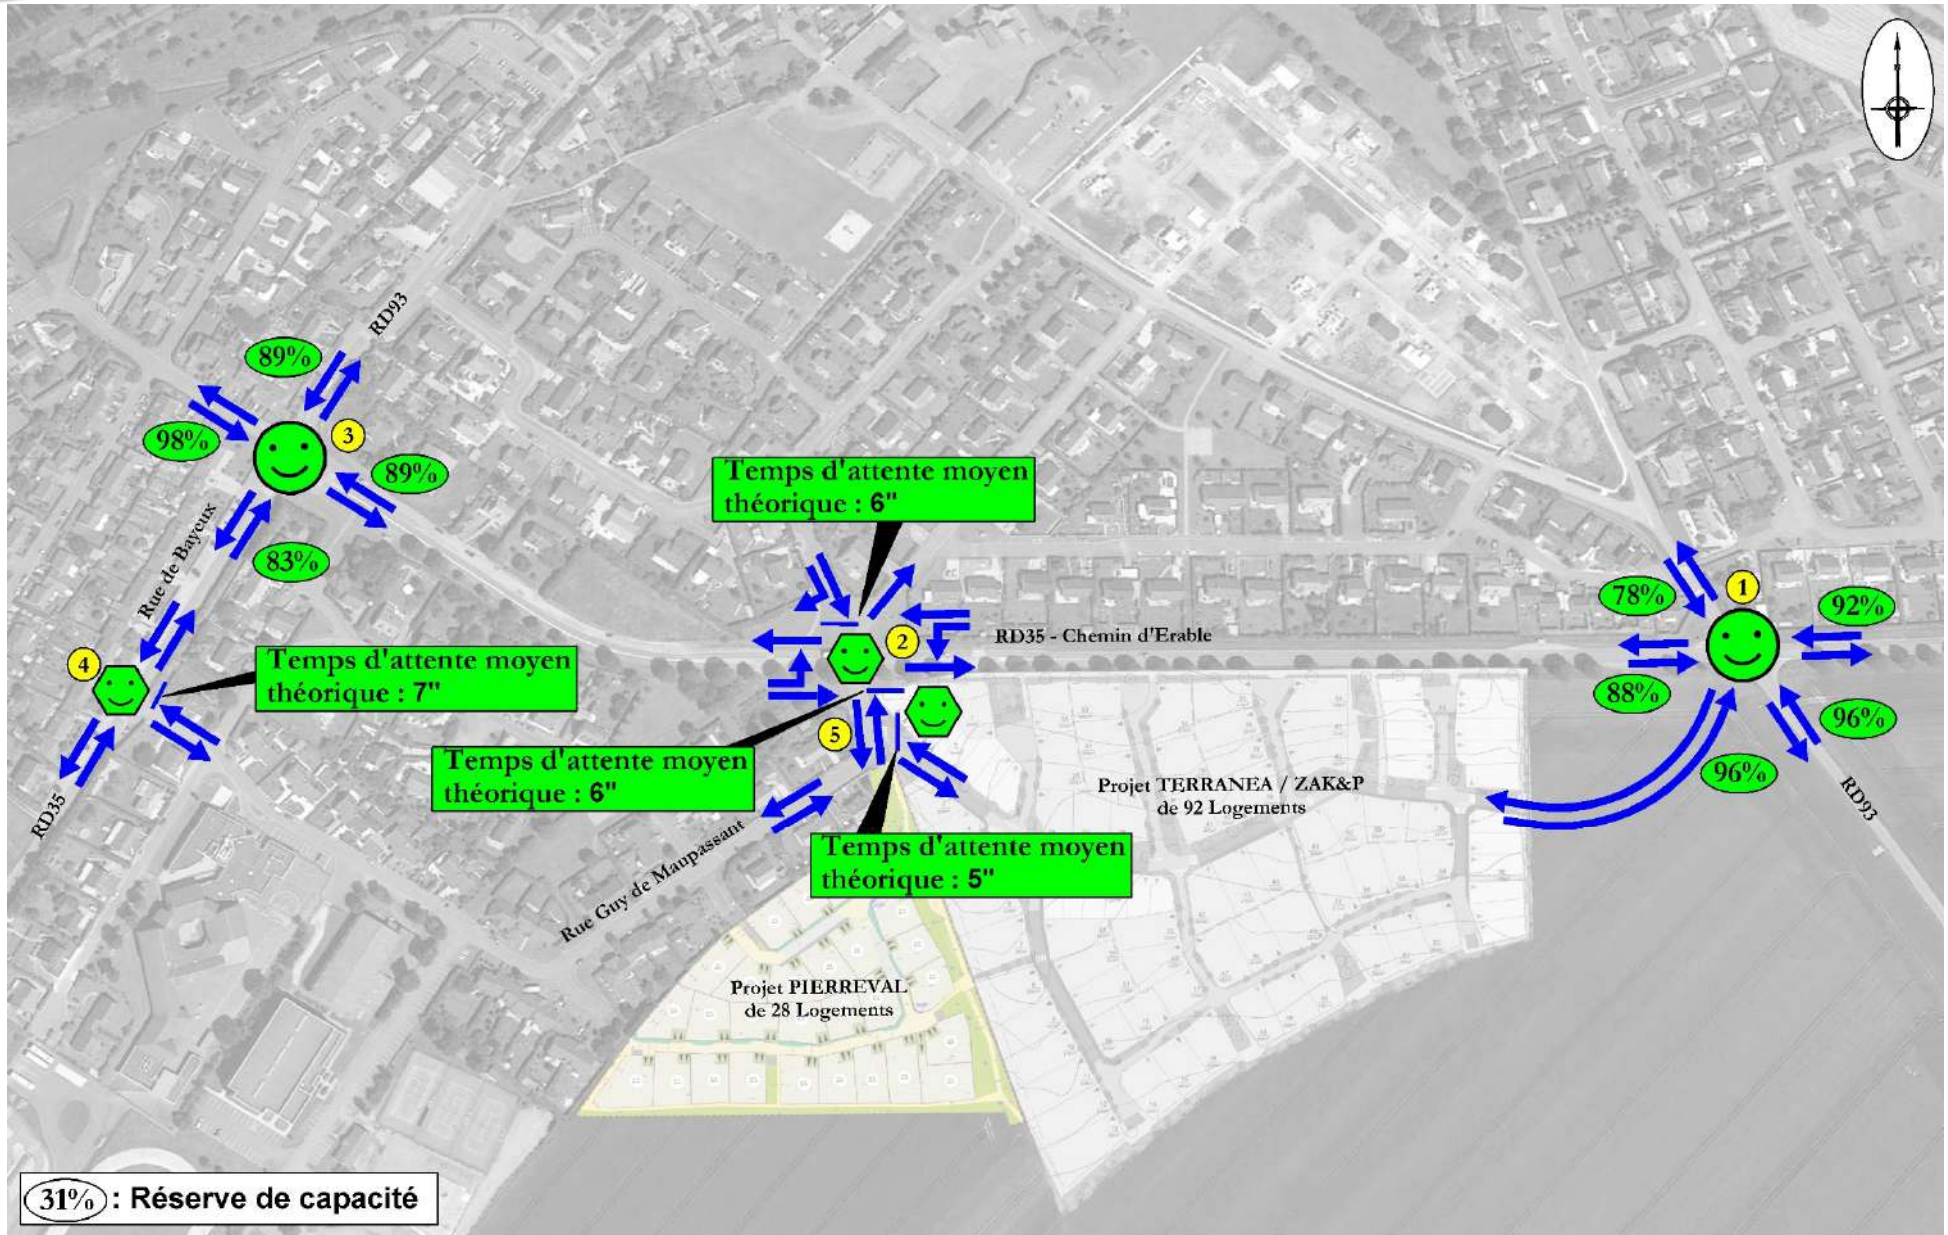 RD93
89%
98%
3
89%
83%
Rue de Bayeux
Temps d'attente moyen
théorique : 6"
RD35 - Chemin d'Erable
2
78%
1
92%
88%
96%
96%
RD93
4
Temps d'attente moyen
théorique : 7"
RD35
5
Temps d'attente moyen
théorique : 6"
Temps d'attente moyen
théorique : 5"
Projet TERRANEA / ZAK&P
de 92 Logements
Rue Guy de Maupassant
Projet PIERREVAL
de 28 Logements
31% : Réserve de capacité